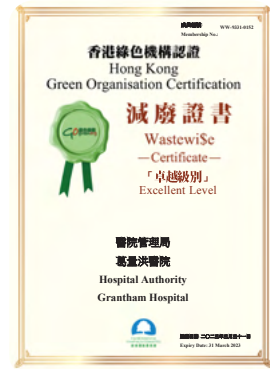 WW-9331-0152
Membership No.:
香港綠色機構認證
Hong Kong
Green Organisation Certification
減廢證書
Wastewi$e
—Certificate—
「卓越級別」
Excellent Level
醫院管理局
葛量洪醫院
Hospital Authority
Grantham Hospital
Expiry Date: 31 March 2023